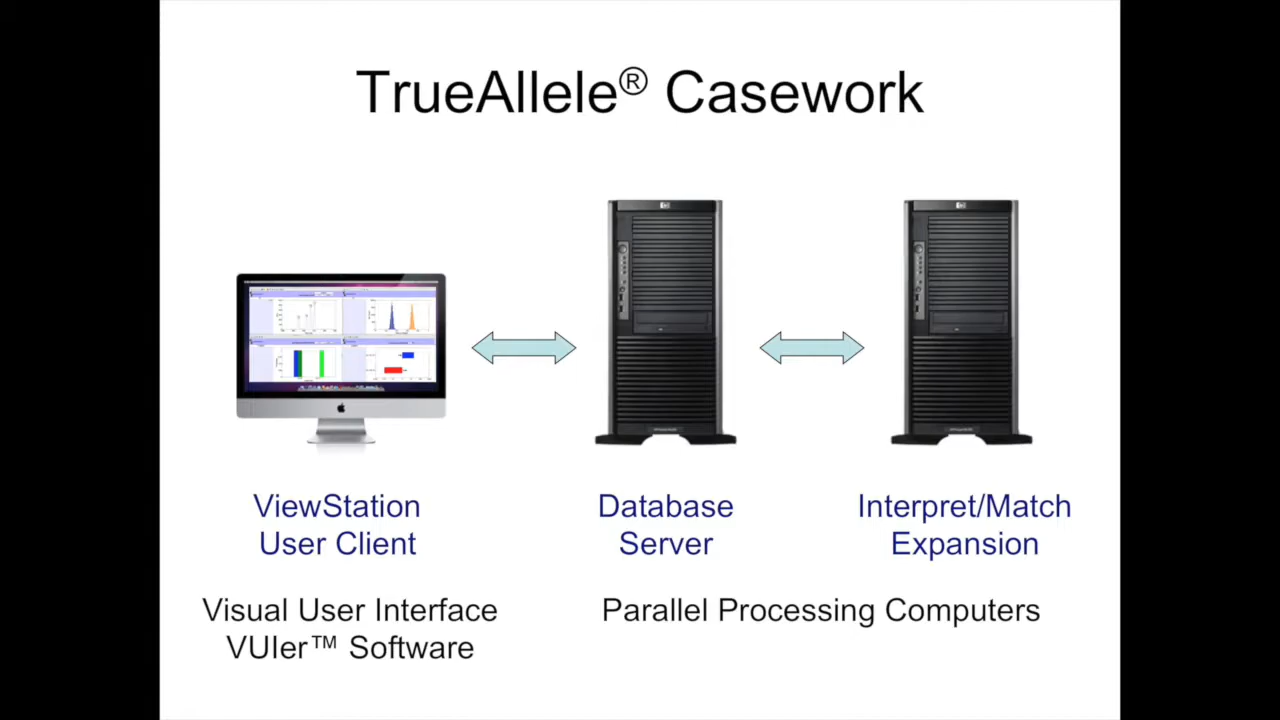 TrueAllele® Casework
ViewStation
User Client
Database
Server
Interpret/Match
Expansion
Visual User Interface
VUIer™ Software
Parallel Processing Computers